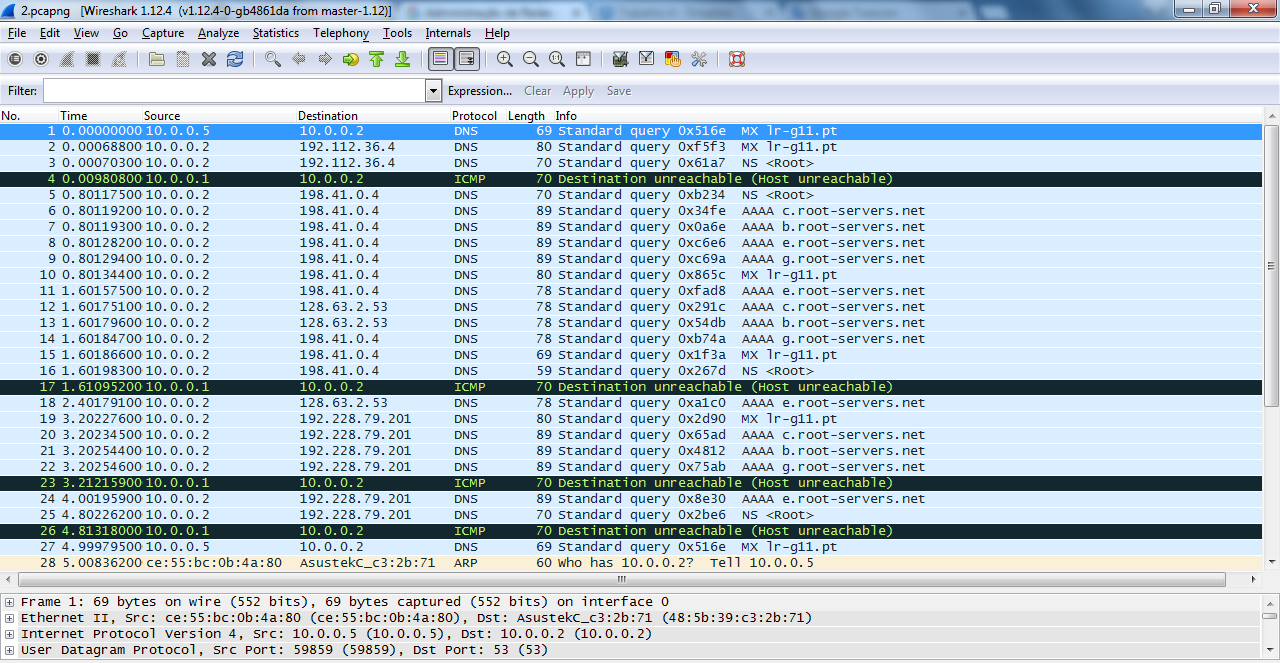 2.pcapng [Wireshark 1.12.4 (v1.12.4-0-gb4861da from master-1.12)]
File Edit View Go Capture Analyze Statistics Telephony Tools Internals Help
Filter: Expression... Clear Apply Save
No. Time Source Destination Protocol Length Info
1 0.00000000 10.0.0.5 10.0.0.2 DNS 69 Standard query 0x516e MX lr-g11.pt
2 0.00068800 10.0.0.2 192.112.36.4 DNS 80 Standard query 0xf5f3 MX lr-g11.pt
3 0.00070300 10.0.0.2 192.112.36.4 DNS 70 Standard query 0x61a7 NS <Root>
4 0.00980800 10.0.0.1 10.0.0.2 ICMP 70 Destination unreachable (Host unreachable)
5 0.80117500 10.0.0.2 198.41.0.4 DNS 70 Standard query 0xb234 NS <Root>
6 0.80119200 10.0.0.2 198.41.0.4 DNS 89 Standard query 0x34fe AAAA c.root-servers.net
7 0.80119300 10.0.0.2 198.41.0.4 DNS 89 Standard query 0x0a6e AAAA b.root-servers.net
8 0.80128200 10.0.0.2 198.41.0.4 DNS 89 Standard query 0xc6e6 AAAA e.root-servers.net
9 0.80129400 10.0.0.2 198.41.0.4 DNS 89 Standard query 0xc69a AAAA g.root-servers.net
10 0.80134400 10.0.0.2 198.41.0.4 DNS 80 Standard query 0x865c MX lr-g11.pt
11 1.60157500 10.0.0.2 198.41.0.4 DNS 78 Standard query 0xfad8 AAAA e.root-servers.net
12 1.60175100 10.0.0.2 128.63.2.53 DNS 78 Standard query 0x291c AAAA c.root-servers.net
13 1.60179600 10.0.0.2 128.63.2.53 DNS 78 Standard query 0x54db AAAA b.root-servers.net
14 1.60184700 10.0.0.2 198.41.0.4 DNS 78 Standard query 0xb74a AAAA g.root-servers.net
15 1.60186600 10.0.0.2 198.41.0.4 DNS 69 Standard query 0x1f3a MX lr-g11.pt
16 1.60198300 10.0.0.2 198.41.0.4 DNS 59 Standard query 0x267d NS <Root>
17 1.61095200 10.0.0.1 10.0.0.2 ICMP 70 Destination unreachable (Host unreachable)
18 2.40179100 10.0.0.2 128.63.2.53 DNS 78 Standard query 0xa1c0 AAAA e.root-servers.net
19 3.20227600 10.0.0.2 192.228.79.201 DNS 80 Standard query 0x2d90 MX lr-g11.pt
20 3.20234500 10.0.0.2 192.228.79.201 DNS 89 Standard query 0x65ad AAAA c.root-servers.net
21 3.20254400 10.0.0.2 192.228.79.201 DNS 89 Standard query 0x4812 AAAA b.root-servers.net
22 3.20254600 10.0.0.2 192.228.79.201 DNS 89 Standard query 0x75ab AAAA g.root-servers.net
23 3.21215900 10.0.0.1 10.0.0.2 ICMP 70 Destination unreachable (Host unreachable)
24 4.00195900 10.0.0.2 192.228.79.201 DNS 89 Standard query 0x8e30 AAAA e.root-servers.net
25 4.80226200 10.0.0.2 192.228.79.201 DNS 70 Standard query 0x2be6 NS <Root>
26 4.81318000 10.0.0.1 10.0.0.2 ICMP 70 Destination unreachable (Host unreachable)
27 4.99979500 10.0.0.5 10.0.0.2 DNS 69 Standard query 0x516e MX lr-g11.pt
28 5.00836200 ce:55:bc:0b:4a:80 AsustekC_c3:2b:71 ARP 60 Who has 10.0.0.2? Tell 10.0.0.5
Frame 1: 69 bytes on wire (552 bits), 69 bytes captured (552 bits) on interface 0
Ethernet II, Src: ce:55:bc:0b:4a:80 (ce:55:bc:0b:4a:80), Dst: AsustekC_c3:2b:71 (48:5b:39:c3:2b:71)
Internet Protocol Version 4, Src: 10.0.0.5 (10.0.0.5), Dst: 10.0.0.2 (10.0.0.2)
User Datagram Protocol, Src Port: 59859 (59859), Dst Port: 53 (53)